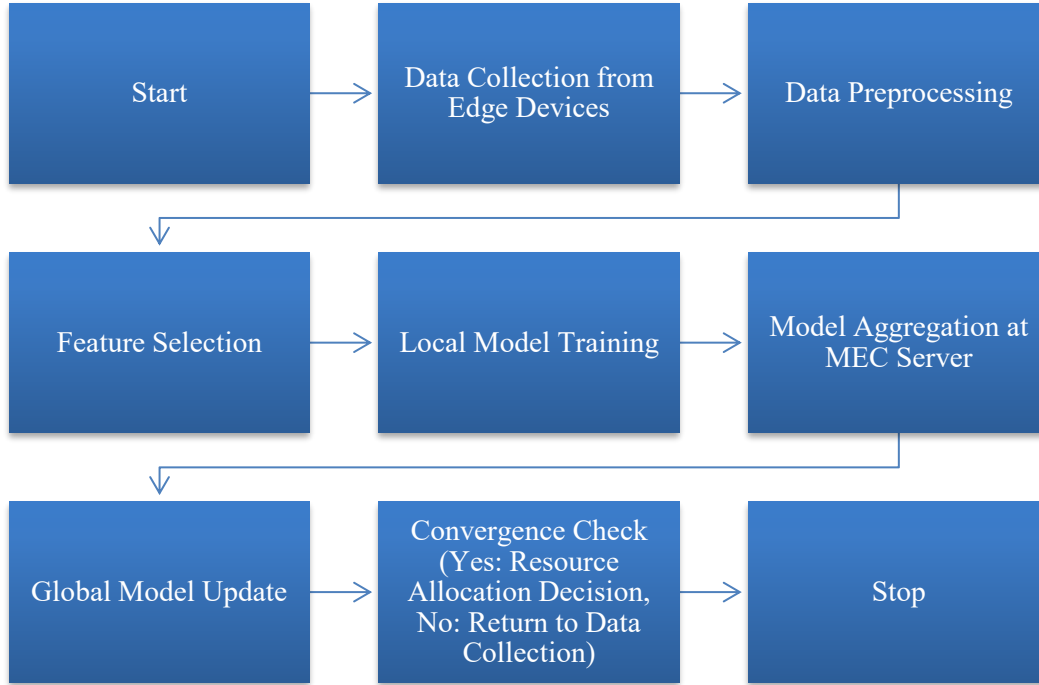 Start
Data Collection from
Edge Devices
Data Preprocessing
Feature Selection
Local Model Training
Model Aggregation at
MEC Server
Global Model Update
Convergence Check
(Yes: Resource
Allocation Decision,
No: Return to Data
Collection)
Stop